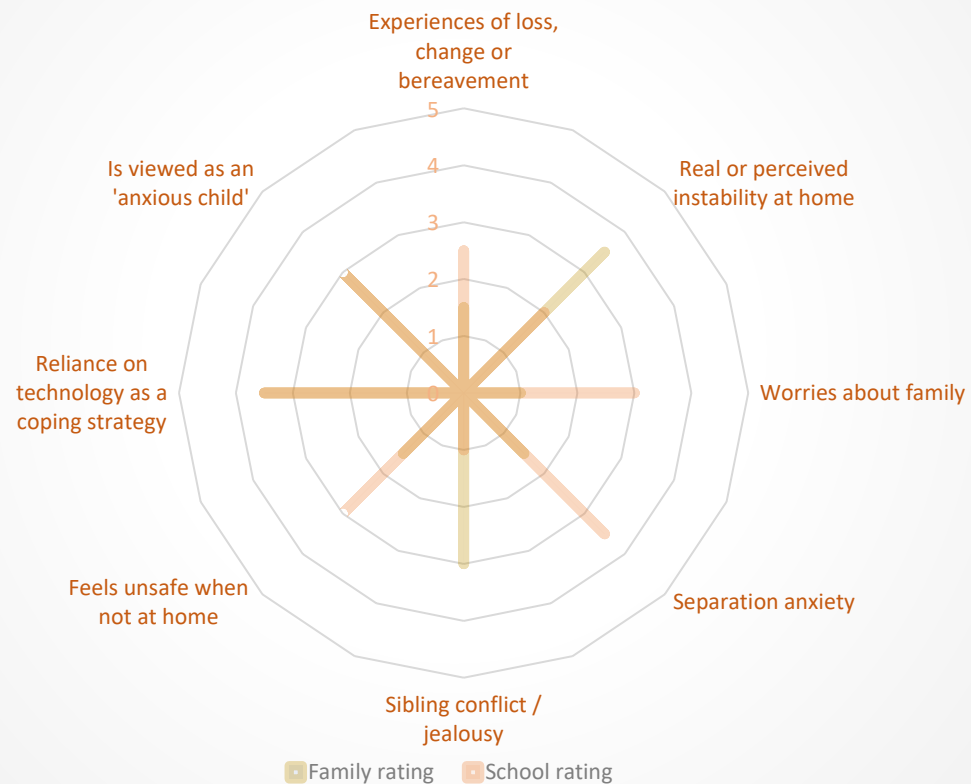 Experiences of loss,
change or
bereavement
5
4
3
2
1
0
Is viewed as an
'anxious child'
Real or perceived
instability at home
Reliance on
technology as a
coping strategy
Worries about family
Feels unsafe when
not at home
Separation anxiety
Sibling conflict /
jealousy
Family rating
School rating